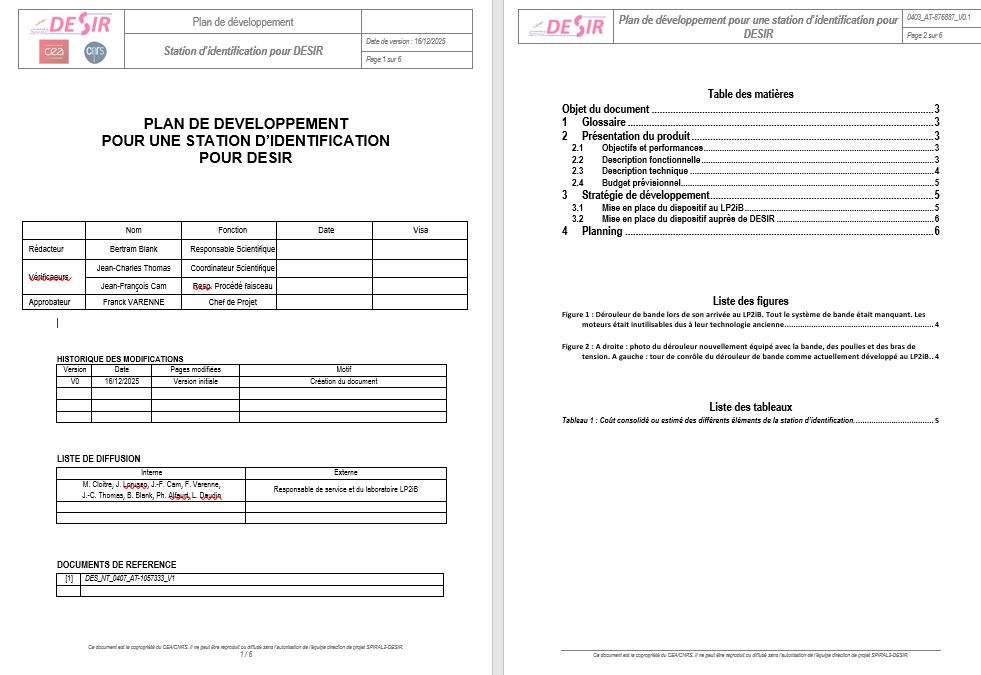 DESIR
cea
cnrs
Plan de développement
Station d'identification pour DESIR
Date de version : 16/12/2025
Page 1 sur 6
PLAN DE DEVELOPPEMENT
POUR UNE STATION D'IDENTIFICATION
POUR DESIR
Nom Fonction Date Visa
Rédacteur Bertram Blank Responsable Scientifique
Vérificaeurs Jean-Charles Thomas Coordinateur Scientifique
Jean-François Cam Resp. Procédé faisceau
Approbateur Franck VARENNE Chef de Projet
HISTORIQUE DES MODIFICATIONS
Version Date Pages modifiées Motif
V0 16/12/2025 Version initiale Création du document
LISTE DE DIFFUSION
Interne Externe
M. Cloitre, J. Lorusso, J.-F. Cam, F. Varenne,
J.-C. Thomas, B. Blank, Ph. Alfaurt, L. Daudin
Responsable de service et du laboratoire LP2iB
DOCUMENTS DE REFERENCE
[1] DES_NT_0407_AT-1057333_V1
Ce document est la copropriété du CEA/CNRS. Il ne peut être reproduit ou diffusé sans l'autorisation de l'équipe direction de projet SPIRAL2-DESIR.
1 / 6
DESIR
Plan de développement pour une station d'identification pour
DESIR
0403_AT-876887_V0.1
Page 2 sur 6
Table des matières
Objet du document 3
1 Glossaire 3
2 Présentation du produit 3
2.1 Objectifs et performances 3
2.2 Description fonctionnelle 3
2.3 Description technique 4
2.4 Budget prévisionnel 5
3 Stratégie de développement 5
3.1 Mise en place du dispositif au LP2iB 5
3.2 Mise en place du dispositif auprès de DESIR 6
4 Planning 6
Liste des figures
Figure 1 : Dérouleur de bande lors de son arrivée au LP2iB. Tout le système de bande était manquant. Les
moteurs était inutilisables dus à leur technologie ancienne 4
Figure 2 : A droite : photo du dérouleur nouvellement équipé avec la bande, des poulies et des bras de
tension. A gauche : tour de contrôle du dérouleur de bande comme actuellement développé au LP2iB.. 4
Liste des tableaux
Tableau 1 : Coût consolidé ou estimé des différents éléments de la station d'identification 5
Ce document est la copropriété du CEA/CNRS. Il ne peut être reproduit ou diffusé sans l'autorisation de l'équipe direction de projet SPIRAL2-DESIR.